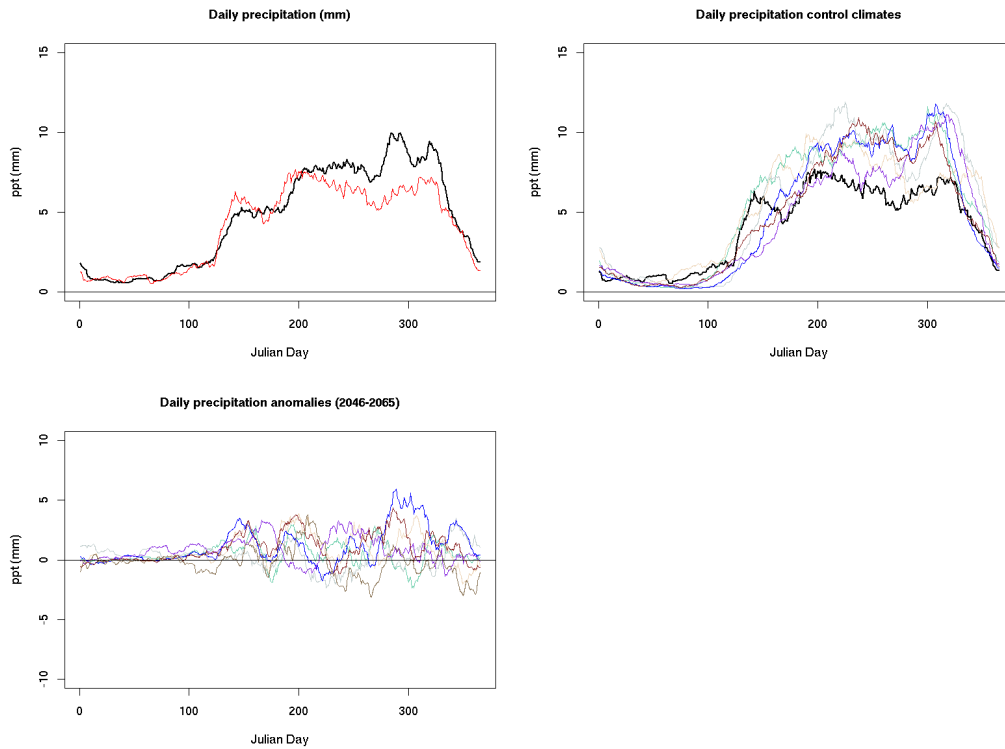 Daily precipitation (mm)
ppt (mm)
15
10
5
0
0 100 200 300
Julian Day
Daily precipitation control climates
ppt (mm)
15
10
5
0
0 100 200 300
Julian Day
Daily precipitation anomalies (2046-2065)
ppt (mm)
10
5
0
-5
-10
0 100 200 300
Julian Day